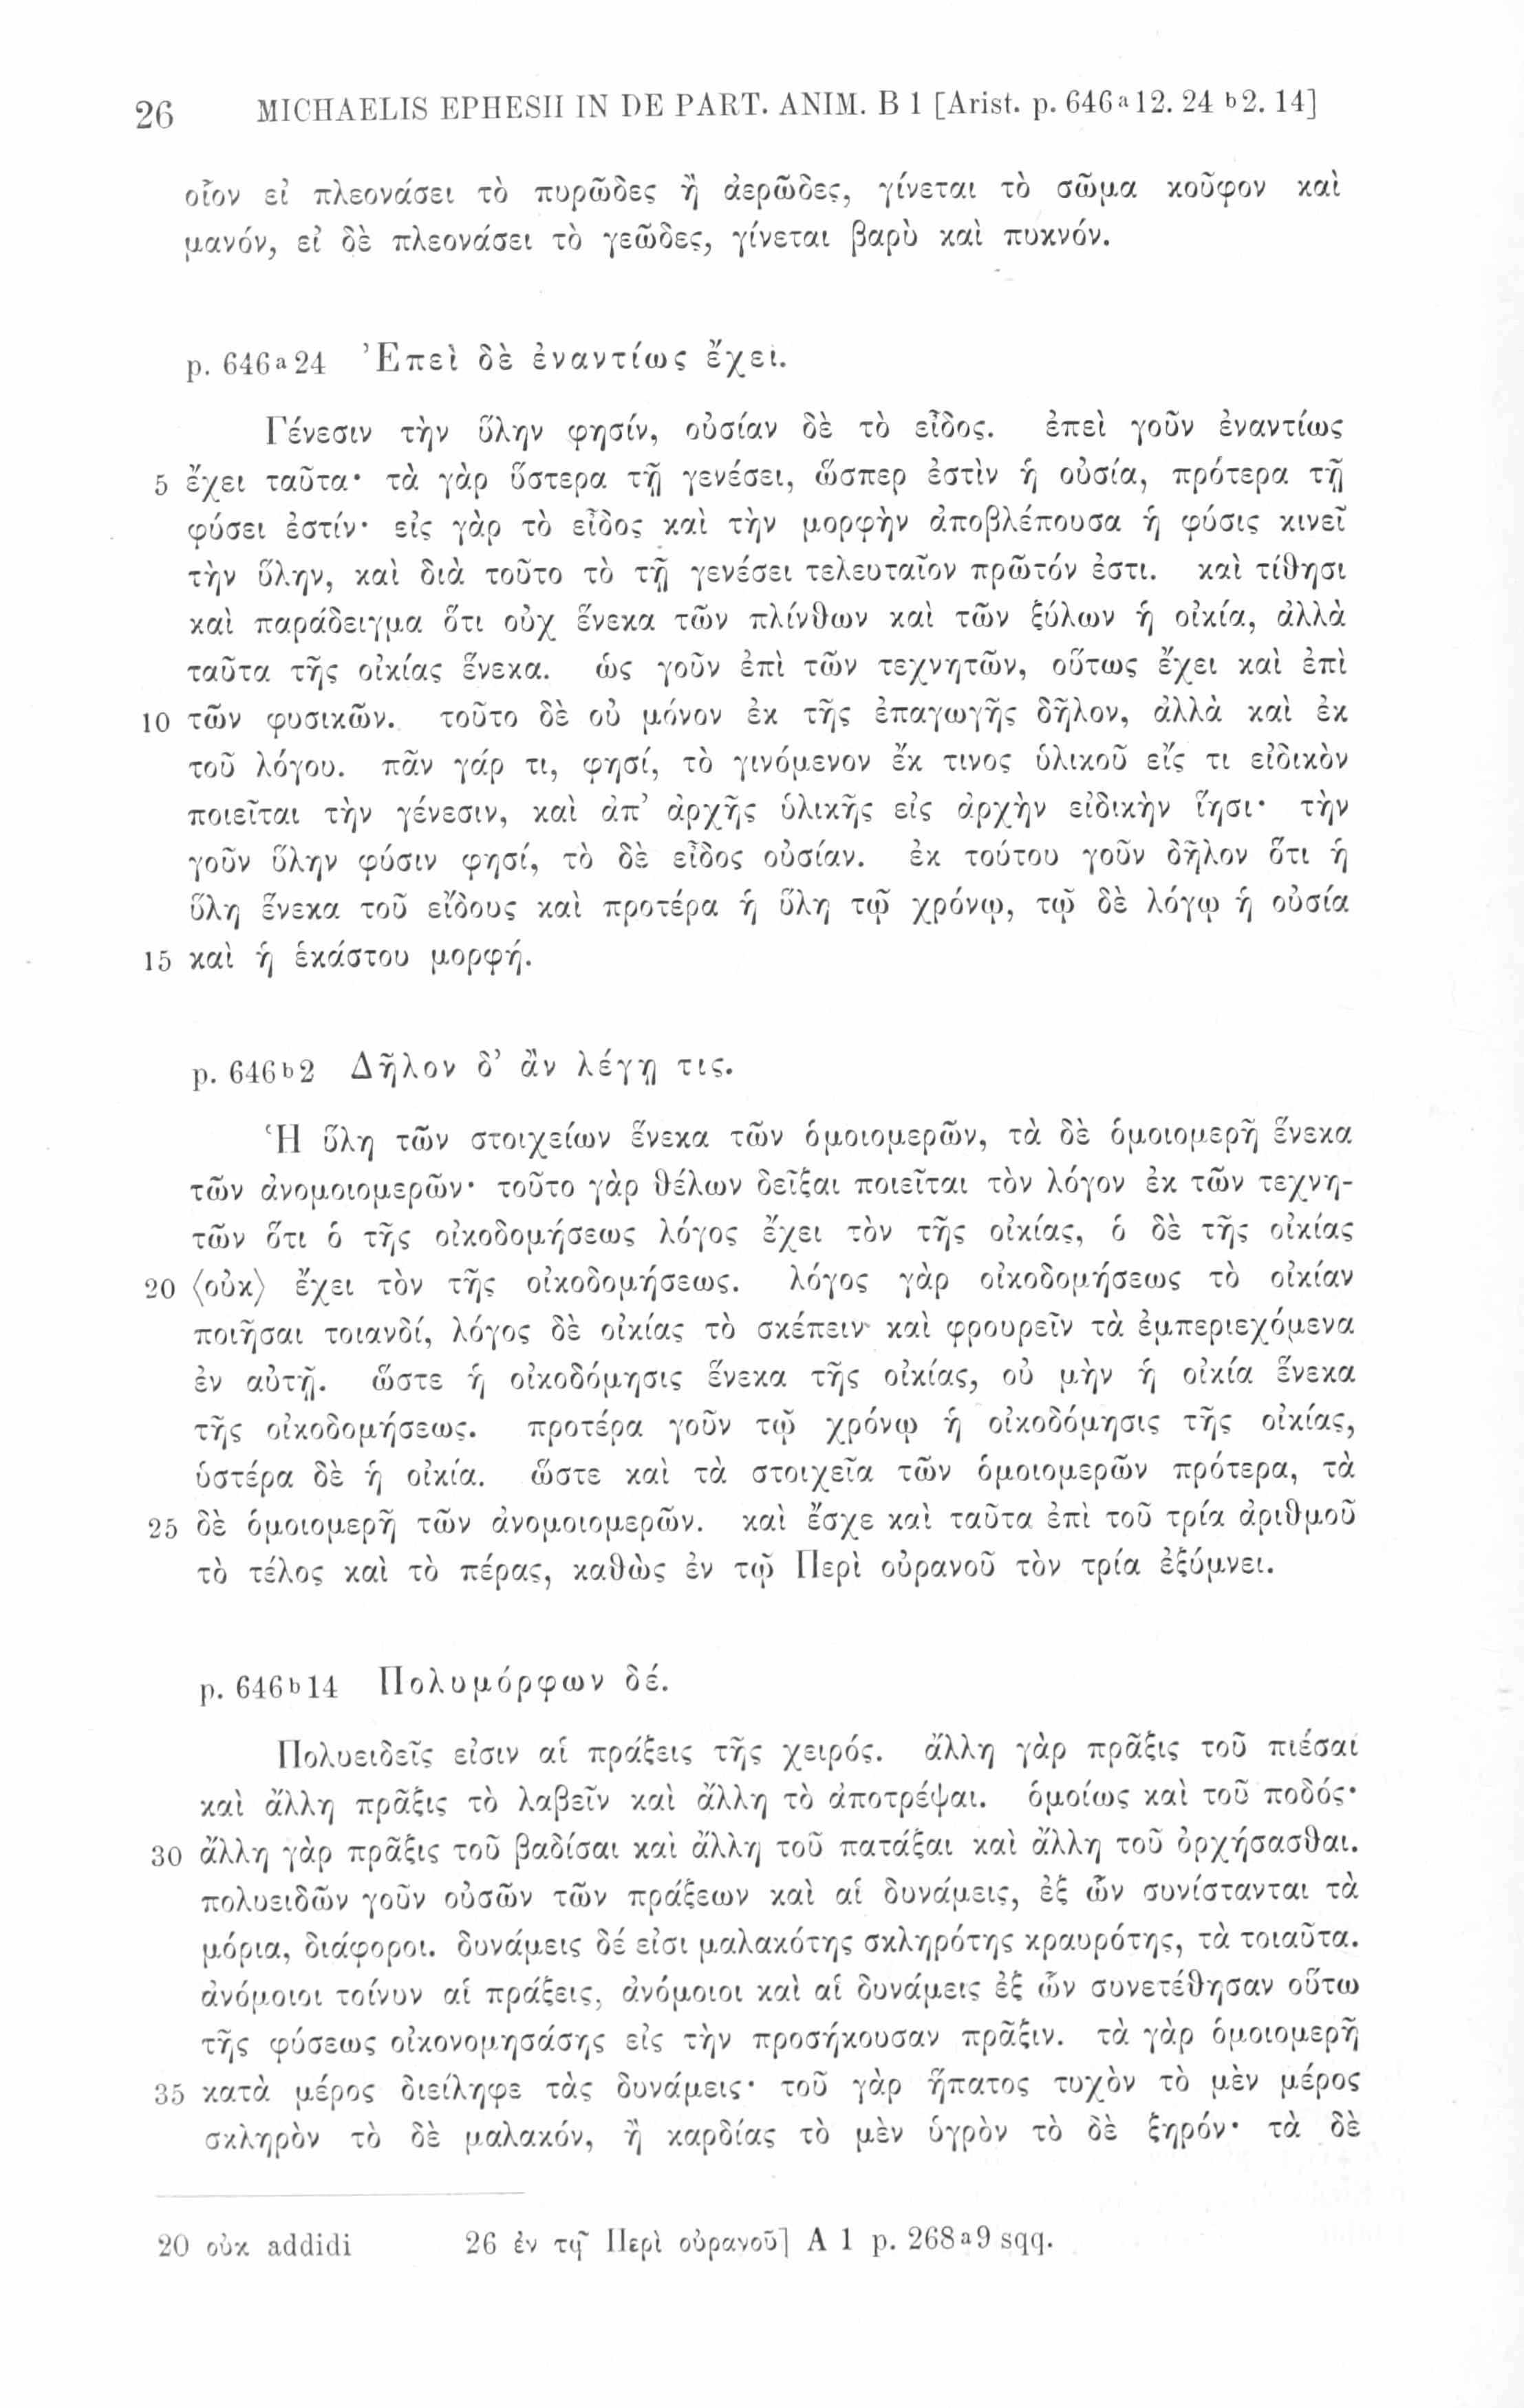 26 MICHAELIS EPHESII IN DE PART. ANIM. B 1 [Arist. p. 646a12. 24 b2. 14]
οἷον εἰ πλεονάσει τὸ πυρῶδες ἢ ἀερῶδες, γίνεται τὸ σῶμα κοῦφον καὶ
μανόν, εἰ δὲ πλεονάσει τὸ γεῶδες, γίνεται βαρὺ καὶ πυκνόν.
p. 646a24 Ἐπεὶ δὲ ἐναντίως ἔχει.
Γένεσιν τὴν ὕλην φησίν, οὐσίαν δὲ τὸ εἶδος. ἐπεὶ γοῦν ἐναντίως
5 ἔχει ταῦτα· τὰ γὰρ ὕστερα τῇ γενέσει, ὥσπερ ἐστὶν ἡ οὐσία, πρότερα τῇ
φύσει ἐστίν· εἰς γὰρ τὸ εἶδος καὶ τὴν μορφὴν ἀποβλέπουσα ἡ φύσις κινεῖ
τὴν ὕλην, καὶ διὰ τοῦτο τὸ τῇ γενέσει τελευταῖον πρῶτόν ἐστι. καὶ τίθησι
καὶ παράδειγμα ὅτι οὐχ ἕνεκα τῶν πλίνθων καὶ τῶν ξύλων ἡ οἰκία, ἀλλὰ
ταῦτα τῆς οἰκίας ἕνεκα. ὡς γοῦν ἐπὶ τῶν τεχνητῶν, οὕτως ἔχει καὶ ἐπὶ
10 τῶν φυσικῶν. τοῦτο δὲ οὐ μόνον ἐκ τῆς ἐπαγωγῆς δῆλον, ἀλλὰ καὶ ἐκ
τοῦ λόγου. πᾶν γάρ τι, φησί, τὸ γινόμενον ἔκ τινος ὑλικοῦ εἴς τι εἰδικὸν
ποιεῖται τὴν γένεσιν, καὶ ἀπ’ ἀρχῆς ὑλικῆς εἰς ἀρχὴν εἰδικὴν ἵησι· τὴν
γοῦν ὕλην φύσιν φησί, τὸ δὲ εἶδος οὐσίαν. ἐκ τούτου γοῦν δῆλον ὅτι ἡ
ὕλη ἕνεκα τοῦ εἴδους καὶ προτέρα ἡ ὕλη τῷ χρόνῳ, τῷ δὲ λόγῳ ἡ οὐσία
15 καὶ ἡ ἑκάστου μορφή.
p. 646b2 Δῆλον δ’ ἂν λέγῃ τις.
Ἡ ὕλη τῶν στοιχείων ἕνεκα τῶν ὁμοιομερῶν, τὰ δὲ ὁμοιομερῆ ἕνεκα
τῶν ἀνομοιομερῶν· τοῦτο γὰρ θέλων δεῖξαι ποιεῖται τὸν λόγον ἐκ τῶν τεχνη-
τῶν ὅτι ὁ τῆς οἰκοδομήσεως λόγος ἔχει τὸν τῆς οἰκίας, ὁ δὲ τῆς οἰκίας
20 ⟨οὐκ⟩ ἔχει τὸν τῆς οἰκοδομήσεως. λόγος γὰρ οἰκοδομήσεως τὸ οἰκίαν
ποιῆσαι τοιανδί, λόγος δὲ οἰκίας τὸ σκέπειν καὶ φρουρεῖν τὰ ἐμπεριεχόμενα
ἐν αὐτῇ. ὥστε ἡ οἰκοδόμησις ἕνεκα τῆς οἰκίας, οὐ μὴν ἡ οἰκία ἕνεκα
τῆς οἰκοδομήσεως. προτέρα γοῦν τῷ χρόνῳ ἡ οἰκοδόμησις τῆς οἰκίας,
ὑστέρα δὲ ἡ οἰκία. ὥστε καὶ τὰ στοιχεῖα τῶν ὁμοιομερῶν πρότερα, τὰ
25 δὲ ὁμοιομερῆ τῶν ἀνομοιομερῶν. καὶ ἔσχε καὶ ταῦτα ἐπὶ τοῦ τρία ἀριθμοῦ
τὸ τέλος καὶ τὸ πέρας, καθὼς ἐν τῷ Περὶ οὐρανοῦ τὸν τρία ἐξύμνει.
p. 646b14 Πολυμόρφων δέ.
Πολυειδεῖς εἰσιν αἱ πράξεις τῆς χειρός. ἄλλη γὰρ πρᾶξις τοῦ πιέσαι
καὶ ἄλλη πρᾶξις τὸ λαβεῖν καὶ ἄλλη τὸ ἀποτρέψαι. ὁμοίως καὶ τοῦ ποδός·
30 ἄλλη γὰρ πρᾶξις τοῦ βαδίσαι καὶ ἄλλη τοῦ πατάξαι καὶ ἄλλη τοῦ ὀρχήσασθαι.
πολυειδῶν γοῦν οὐσῶν τῶν πράξεων καὶ αἱ δυνάμεις, ἐξ ὧν συνίστανται τὰ
μόρια, διάφοροι. δυνάμεις δέ εἰσι μαλακότης σκληρότης κραυρότης, τὰ τοιαῦτα.
ἀνόμοιοι τοίνυν αἱ πράξεις, ἀνόμοιοι καὶ αἱ δυνάμεις ἐξ ὧν συνετέθησαν οὕτω
τῆς φύσεως οἰκονομησάσης εἰς τὴν προσήκουσαν πρᾶξιν. τὰ γὰρ ὁμοιομερῆ
35 κατὰ μέρος διείληφε τὰς δυνάμεις· τοῦ γὰρ ἥπατος τυχὸν τὸ μὲν μέρος
σκληρὸν τὸ δὲ μαλακόν, ἢ καρδίας τὸ μὲν ὑγρὸν τὸ δὲ ξηρόν· τὰ δὲ
20 οὐκ addidi 26 ἐν τῷ Περὶ οὐρανοῦ] A 1 p. 268a9 sqq.